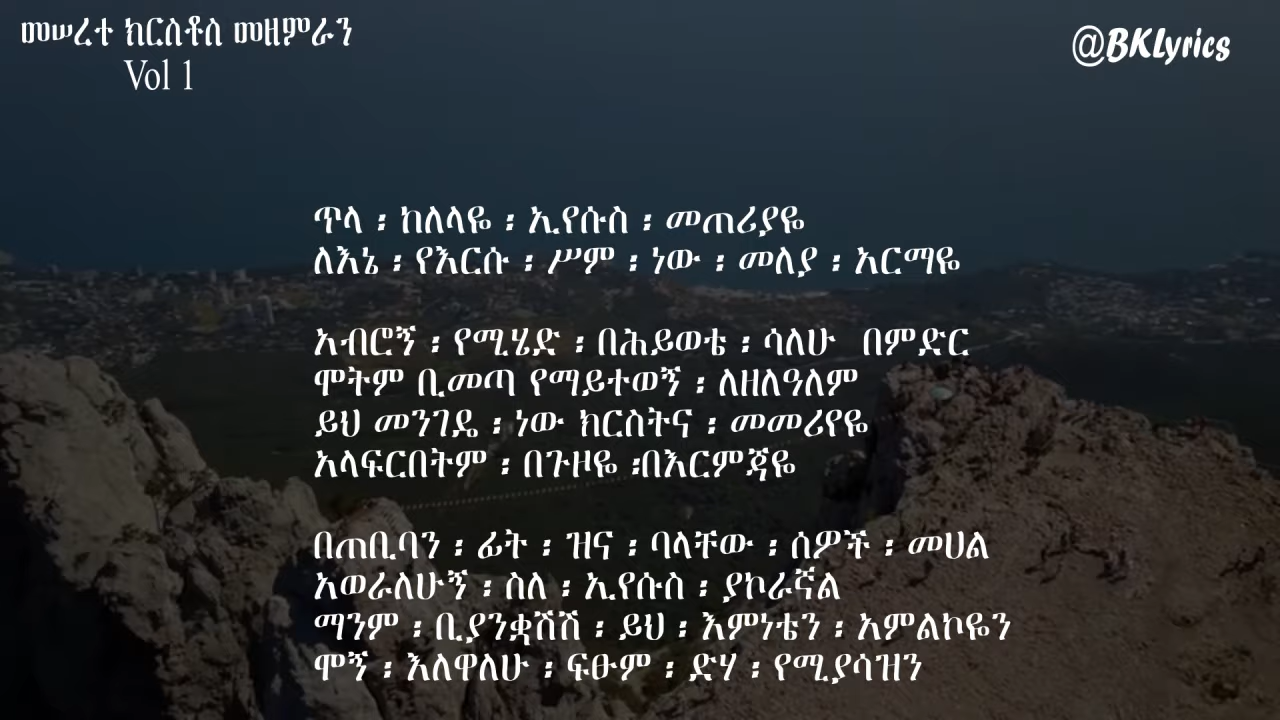 መሠረተ ክርስቶስ መዘምራን
Vol 1
@BKLyrics
ጥላ ፡ ከለላዬ ፡ ኢየሱስ ፡ መጠሪያዬ
ለእኔ ፡ የእርሱ ፡ ሥም ፡ ነው ፡ መለያ ፡ አርማዬ
አብሮኝ ፡ የሚሄድ ፡ በሕይወቴ ፡ ሳለሁ በምድር
ሞትም ቢመጣ የማይተወኝ ፡ ለዘለዓለም
ይህ መንገዴ ፡ ነው ክርስትና ፡ መመሪየዬ
አላፍርበትም ፡ በጉዞዬ ፡በእርምጃዬ
በጠቢባን ፡ ፊት ፡ ዝና ፡ ባላቸው ፡ ሰዎች ፡ መሀል
አወራለሁኝ ፡ ስለ ፡ ኢየሱስ ፡ ያኮራኛል
ማንም ፡ ቢያንቋሽሽ ፡ ይህ ፡ እምነቴን ፡ አምልኮዬን
ሞኝ ፡ እለዋለሁ ፡ ፍፁም ፡ ድሃ ፡ የሚያሳዝን